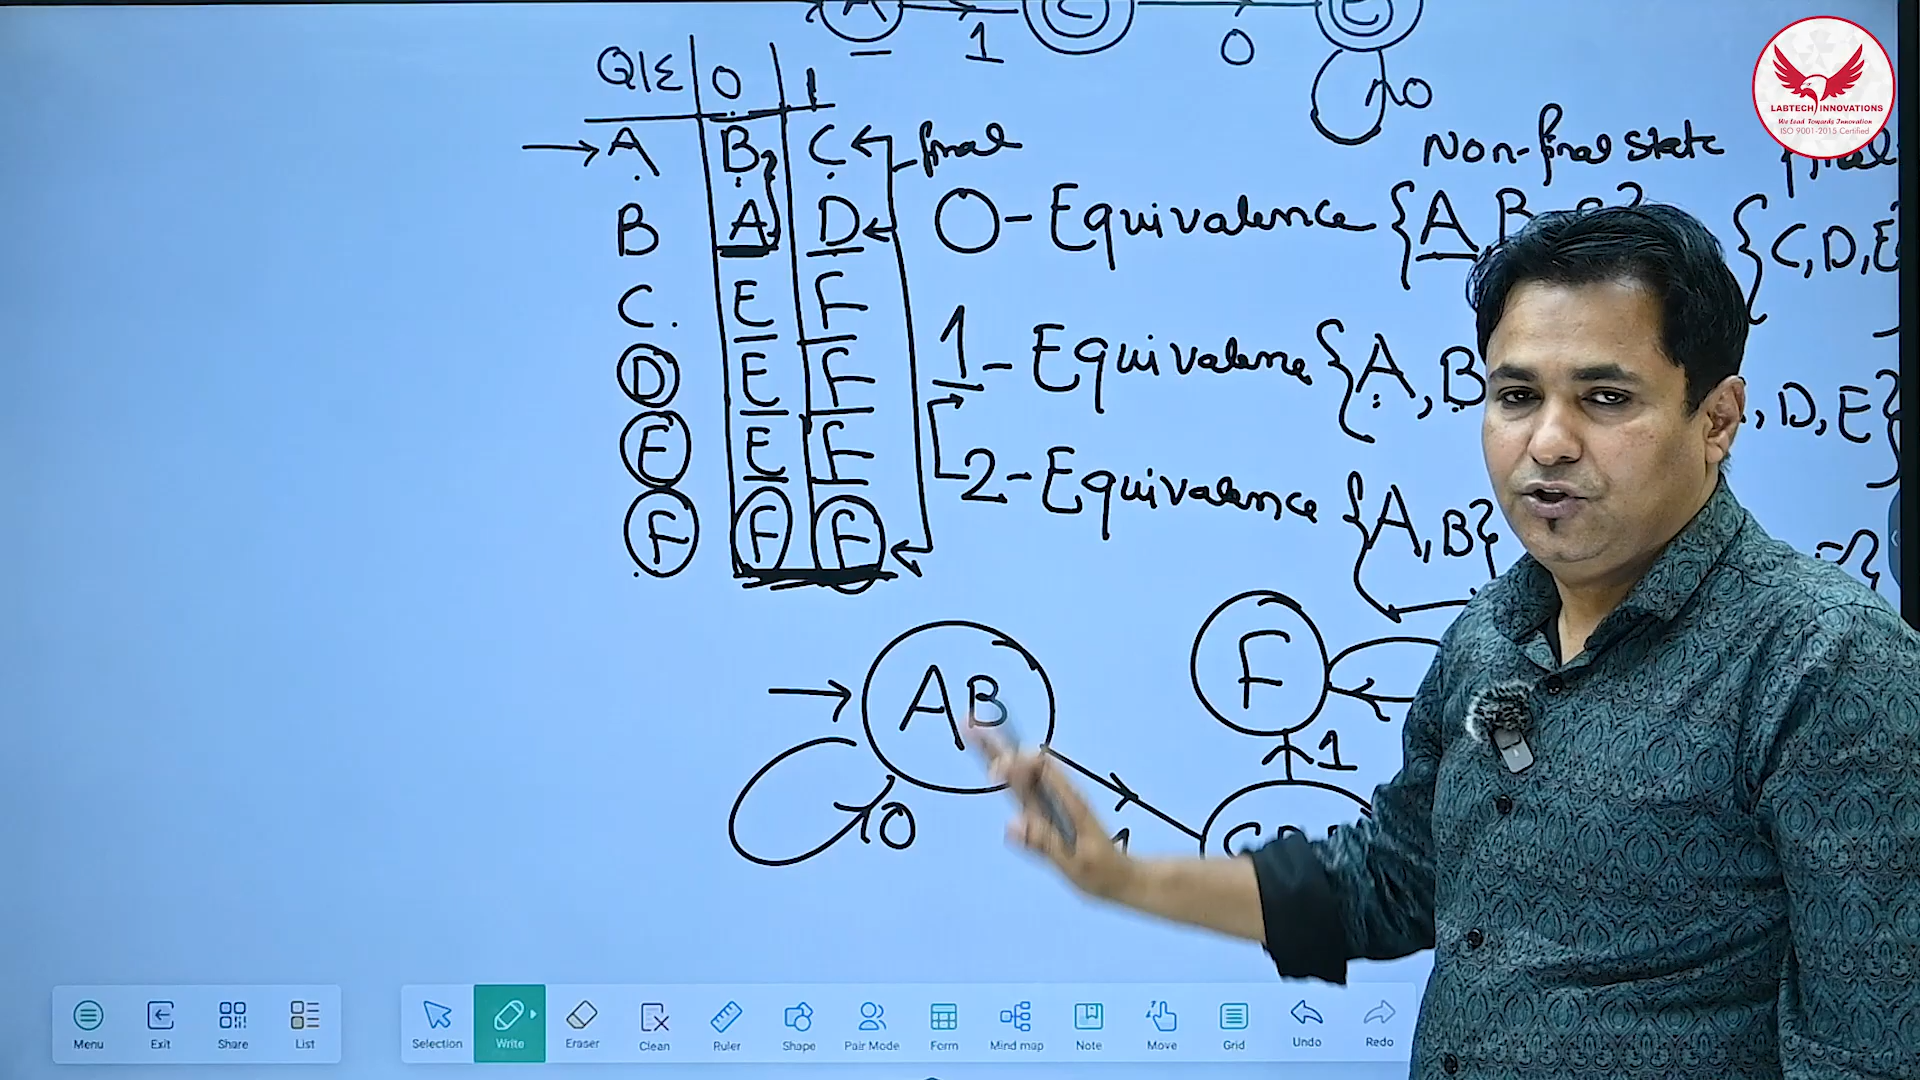 A 1 C 0
0
LABTECH INNOVATIONS
We Lead Towards Innovation
ISO 9001-2015 Certified
Q/Σ 0 1
A B C final
B A D
C E F
D E F
E E F
F F F
Non-final state final
0- Equivalence {A, B {C, D, E
1- Equivalene {A, B , D, E}
2- Equivalence {A, B}
AB
0
F
1
1
Menu
Exit
Share
List
Selection
Write
Eraser
Clean
Ruler
Shape
Pair Mode
Form
Mind map
Note
Move
Grid
Undo
Redo